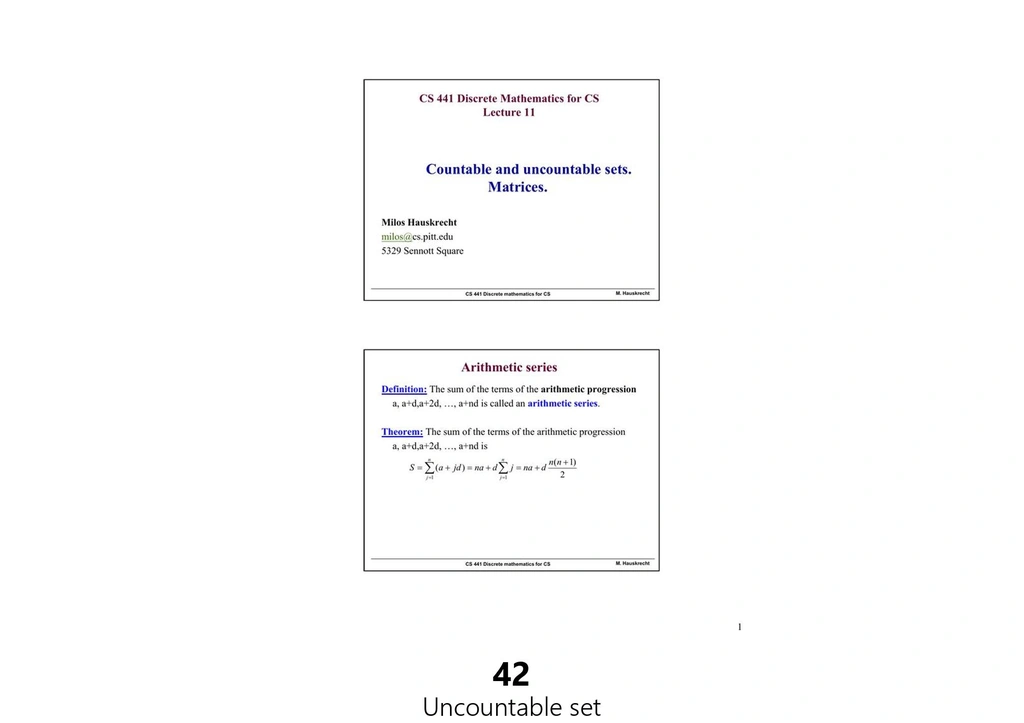 CS 441 Discrete Mathematics for CS
Lecture 11
Countable and uncountable sets.
Matrices.
Milos Hauskrecht
milos@cs.pitt.edu
5329 Sennott Square
CS 441 Discrete mathematics for CS M. Hauskrecht
Arithmetic series
Definition: The sum of the terms of the arithmetic progression
a, a+d,a+2d, …, a+nd is called an arithmetic series.
Theorem: The sum of the terms of the arithmetic progression
a, a+d,a+2d, …, a+nd is
S = ∑_{j=1}^{n} (a + jd) = na + d ∑_{j=1}^{n} j = na + d n(n + 1)/2
CS 441 Discrete mathematics for CS M. Hauskrecht
1
42
Uncountable set